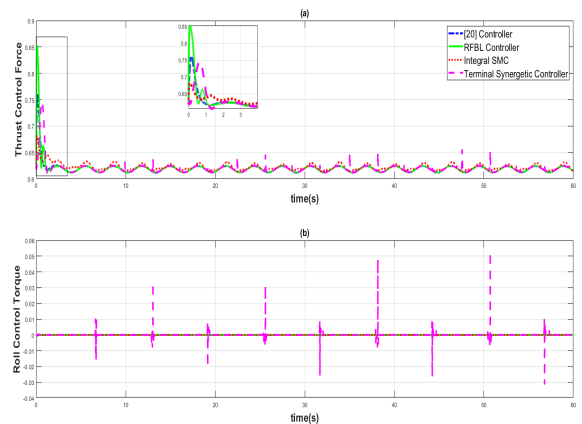 (a)
Thrust Control Force
0.9
0.85
0.8
0.75
0.7
0.65
0.6
0.85
0.8
0.75
0.7
0.65
0 1 2 3
[20] Controller
RFBL Controller
Integral SMC
Terminal Synergetic Controller
0 10 20 30 40 50 60
time(s)
(b)
Roll Control Torque
0.06
0.05
0.04
0.03
0.02
0.01
0
-0.01
-0.02
-0.03
-0.04
0 10 20 30 40 50 60
time(s)